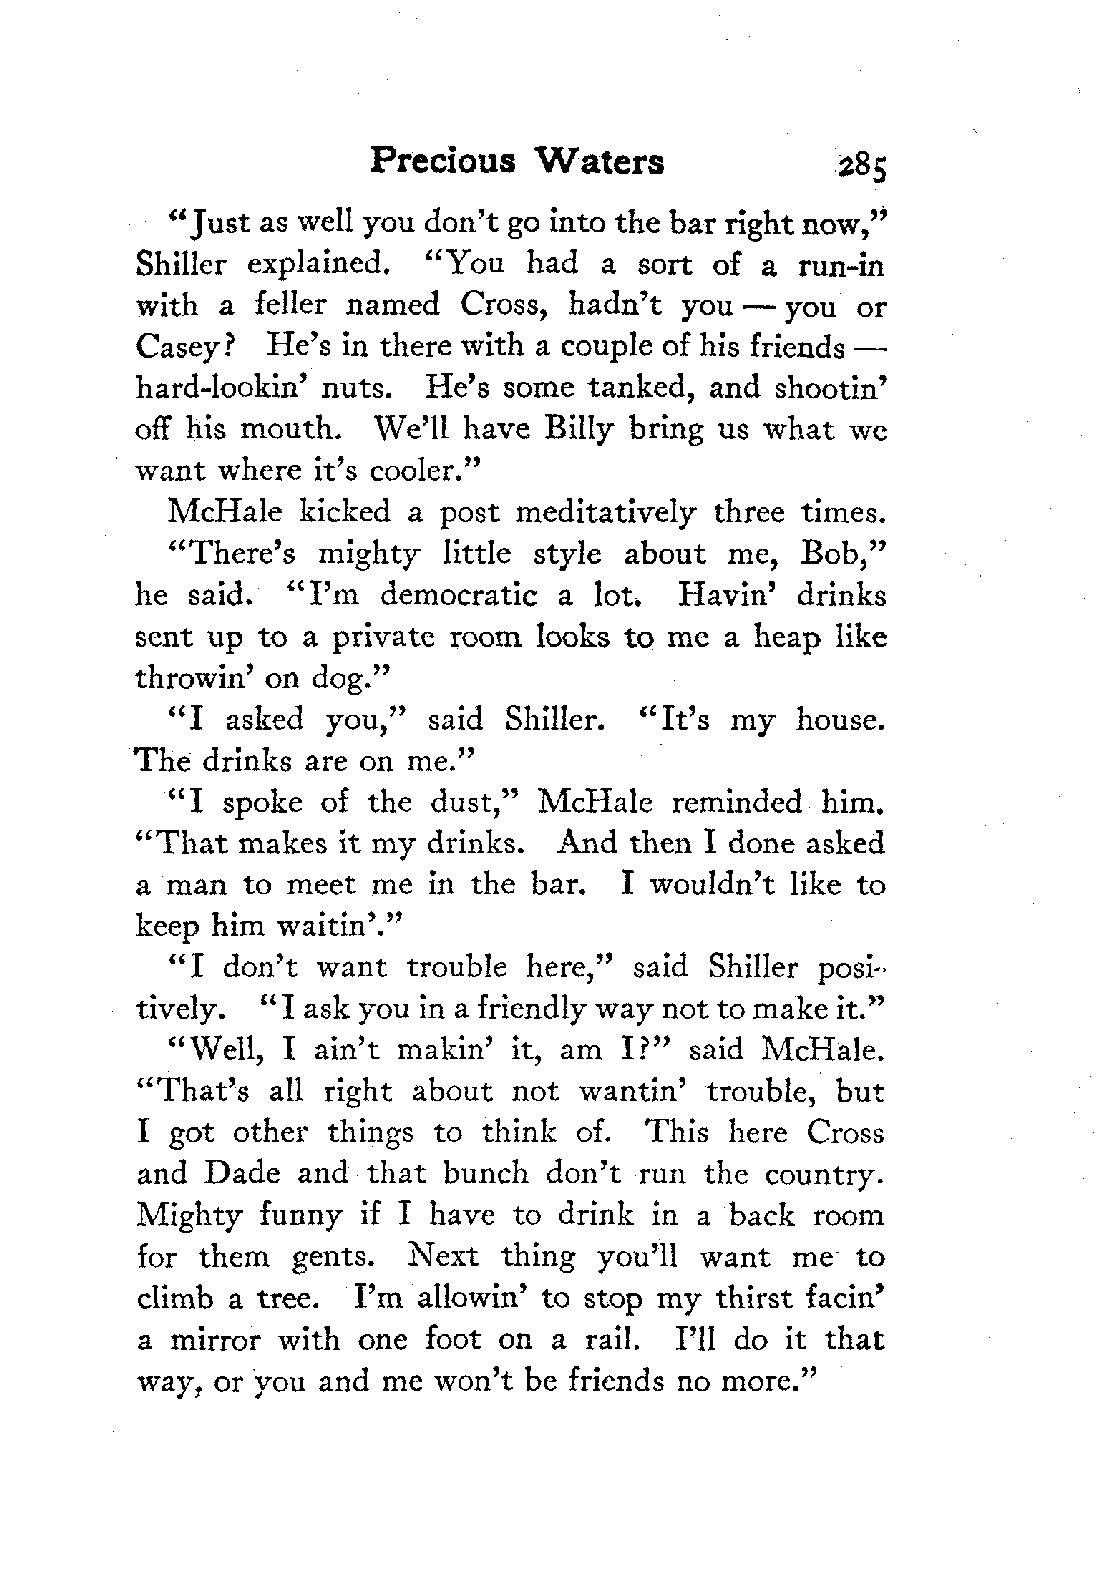 Precious Waters 285
“Just as well you don’t go into the bar right now,”
Shiller explained. “You had a sort of a run-in
with a feller named Cross, hadn’t you — you or
Casey? He’s in there with a couple of his friends —
hard-lookin’ nuts. He’s some tanked, and shootin’
off his mouth. We’ll have Billy bring us what we
want where it’s cooler.”
McHale kicked a post meditatively three times.
“There’s mighty little style about me, Bob,”
he said. “I’m democratic a lot. Havin’ drinks
sent up to a private room looks to me a heap like
throwin’ on dog.”
“I asked you,” said Shiller. “It’s my house.
The drinks are on me.”
“I spoke of the dust,” McHale reminded him.
“That makes it my drinks. And then I done asked
a man to meet me in the bar. I wouldn’t like to
keep him waitin’.”
“I don’t want trouble here,” said Shiller posi-
tively. “I ask you in a friendly way not to make it.”
“Well, I ain’t makin’ it, am I?” said McHale.
“That’s all right about not wantin’ trouble, but
I got other things to think of. This here Cross
and Dade and that bunch don’t run the country.
Mighty funny if I have to drink in a back room
for them gents. Next thing you’ll want me to
climb a tree. I’m allowin’ to stop my thirst facin’
a mirror with one foot on a rail. I’ll do it that
way, or you and me won’t be friends no more.”